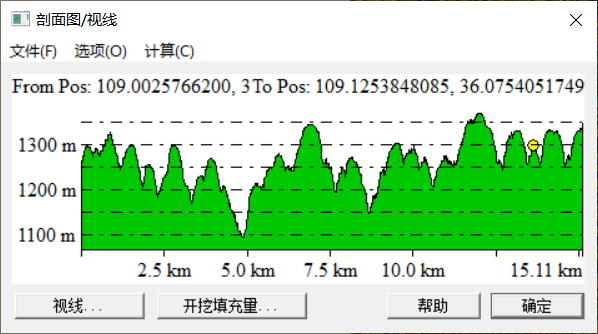 剖面图/视线
文件(F) 选项(O) 计算(C)
From Pos: 109.0025766200, 3To Pos: 109.1253848085, 36.0754051749
1300 m
1200 m
1100 m
2.5 km 5.0 km 7.5 km 10.0 km 15.11 km
视线... 开挖填充量... 帮助 确定